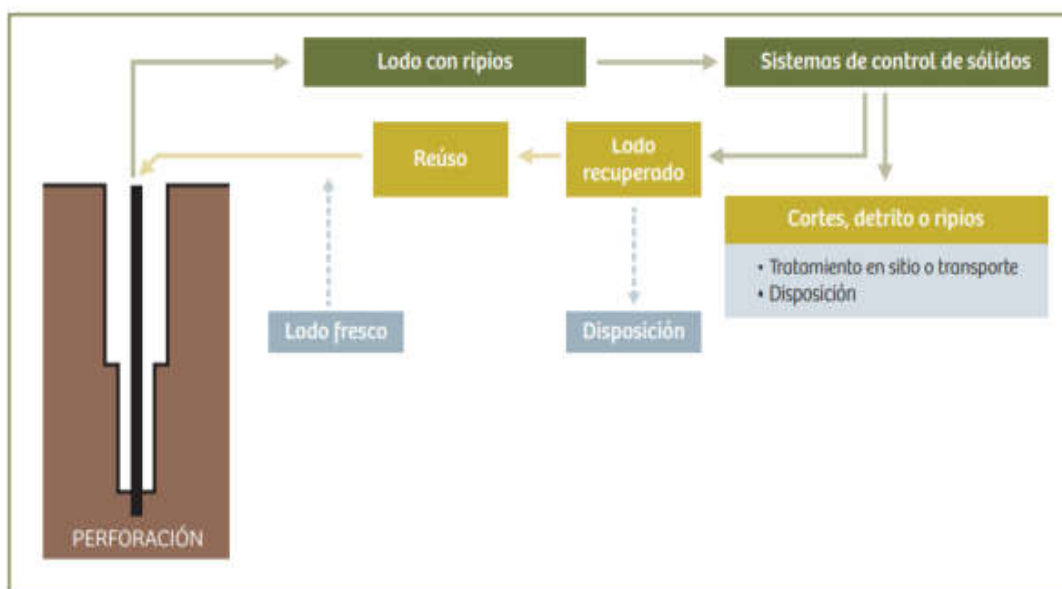 Lodo con ripios
Sistemas de control de sólidos
Reúso
Lodo
recuperado
Cortes, detrito o ripios
• Tratamiento en sitio o transporte
• Disposición
Lodo fresco
Disposición
PERFORACIÓN